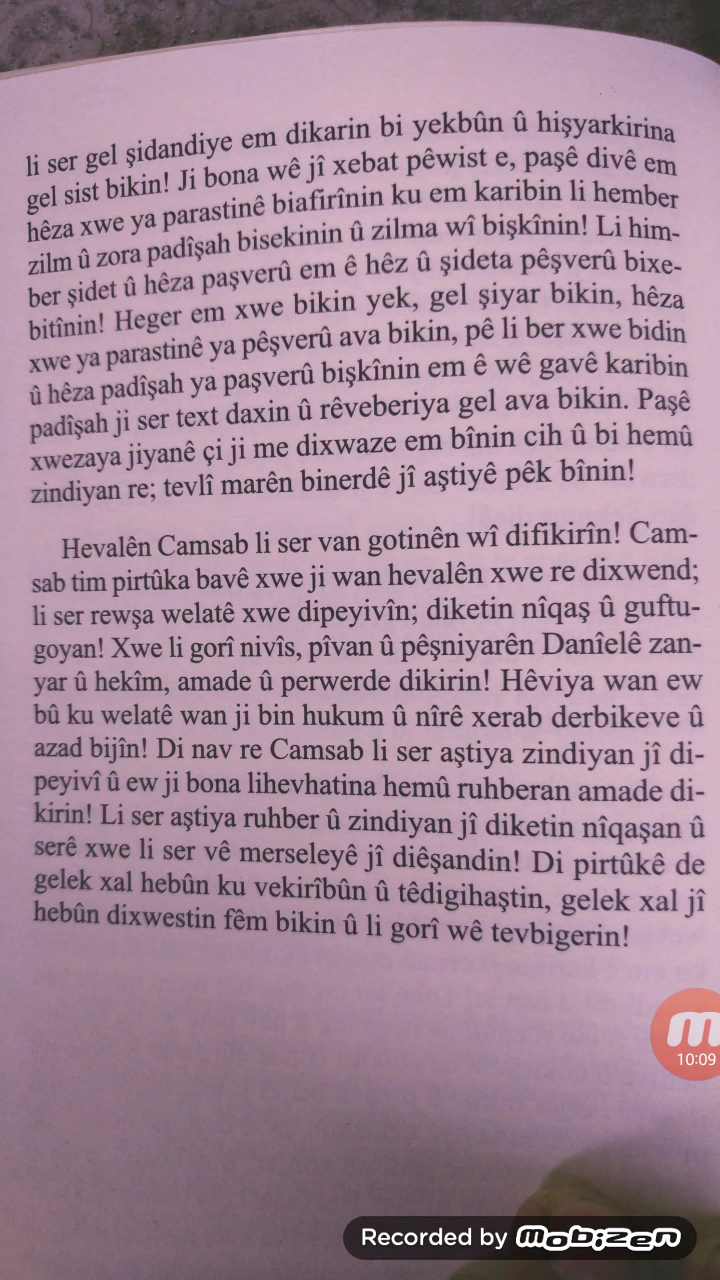 li ser gel şidandiye em dikarin bi yekbûn û hişyarkirina
gel sist bikin! Ji bona wê jî xebat pêwist e, paşê divê em
hêza xwe ya parastinê biafirînin ku em karibin li hember
zilm û zora padîşah bisekinin û zilma wî bişkînin! Li him-
ber şidet û hêza paşverû em ê hêz û şideta pêşverû bixe-
bitînin! Heger em xwe bikin yek, gel şiyar bikin, hêza
xwe ya parastinê ya pêşverû ava bikin, pê li ber xwe bidin
û hêza padîşah ya paşverû bişkînin em ê wê gavê karibin
padîşah ji ser text daxin û rêveberiya gel ava bikin. Paşê
xwezaya jiyanê çi ji me dixwaze em bînin cih û bi hemû
zindiyan re; tevlî marên binerdê jî aştiyê pêk bînin!
Hevalên Camsab li ser van gotinên wî difikirîn! Cam-
sab tim pirtûka bavê xwe ji wan hevalên xwe re dixwend;
li ser rewşa welatê xwe dipeyivîn; diketin nîqaş û guftu-
goyan! Xwe li gorî nivîs, pîvan û pêşniyarên Danîelê zan-
yar û hekîm, amade û perwerde dikirin! Hêviya wan ew
bû ku welatê wan ji bin hukum û nîrê xerab derbikeve û
azad bijîn! Di nav re Camsab li ser aştiya zindiyan jî di-
peyivî û ew ji bona lihevhatina hemû ruhberan amade di-
kirin! Li ser aştiya ruhber û zindiyan jî diketin nîqaşan û
serê xwe li ser vê merseleyê jî diêşandin! Di pirtûkê de
gelek xal hebûn ku vekirîbûn û têdigihaştin, gelek xal jî
hebûn dixwestin fêm bikin û li gorî wê tevbigerin!
m
10:09
Recorded by mobizen